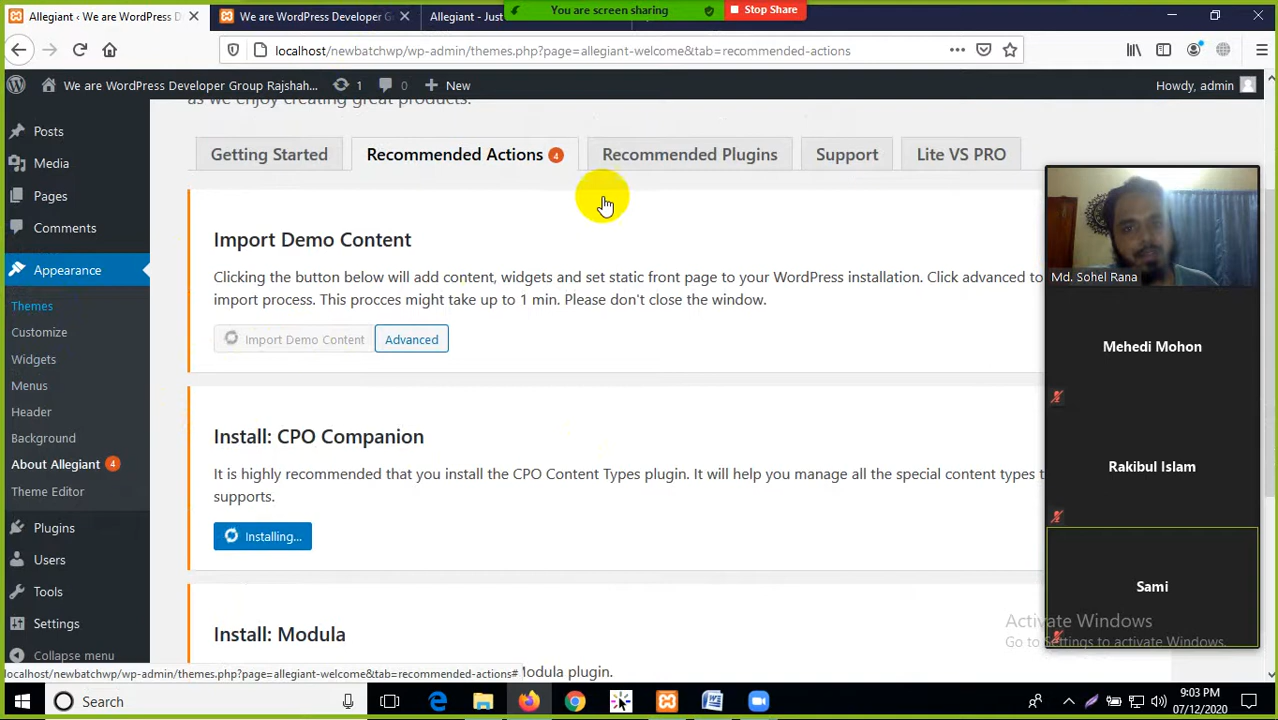 Allegiant ‹ We are WordPress D
We are WordPress Developer G
Allegiant - Just
You are screen sharing
Stop Share
localhost/newbatchwp/wp-admin/themes.php?page=allegiant-welcome&tab=recommended-actions
We are WordPress Developer Group Rajshah...
1
0
New
Howdy, admin
as we enjoy creating great products.
Posts
Media
Pages
Comments
Appearance
Themes
Customize
Widgets
Menus
Header
Background
About Allegiant 4
Theme Editor
Plugins
Users
Tools
Settings
Collapse menu
Getting Started
Recommended Actions 4
Recommended Plugins
Support
Lite VS PRO
Import Demo Content
Clicking the button below will add content, widgets and set static front page to your WordPress installation. Click advanced to
import process. This procces might take up to 1 min. Please don't close the window.
Import Demo Content
Advanced
Install: CPO Companion
It is highly recommended that you install the CPO Content Types plugin. It will help you manage all the special content types t
supports.
Installing...
Install: Modula
Modula plugin.
localhost/newbatchwp/wp-admin/themes.php?page=allegiant-welcome&tab=recommended-actions#
Md. Sohel Rana
Mehedi Mohon
Rakibul Islam
Sami
Activate Windows
Go to Settings to activate Windows.
Search
9:03 PM
07/12/2020